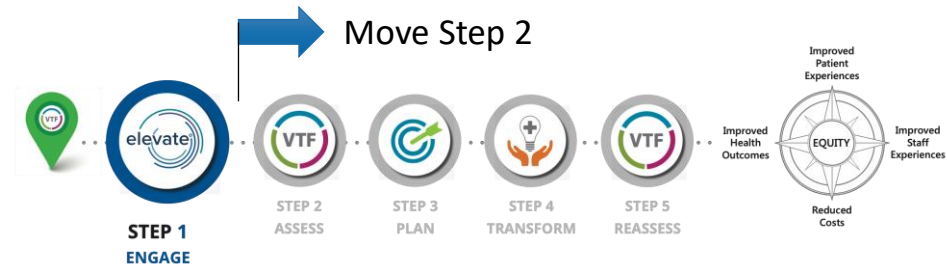 Move Step 2
VTF
elevate
STEP 1
ENGAGE
VTF
STEP 2
ASSESS
STEP 3
PLAN
STEP 4
TRANSFORM
VTF
STEP 5
REASSESS
Improved
Patient
Experiences
Improved
Health
Outcomes
EQUITY
Improved
Staff
Experiences
Reduced
Costs